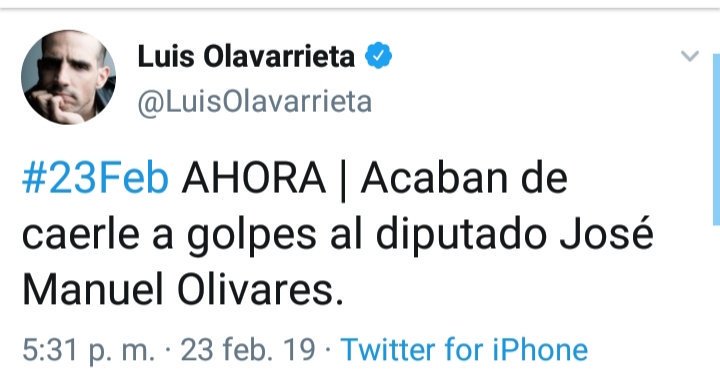 Luis Olavarrieta
@LuisOlavarrieta
#23Feb AHORA | Acaban de
caerle a golpes al diputado José
Manuel Olivares.
5:31 p. m. · 23 feb. 19 · Twitter for iPhone